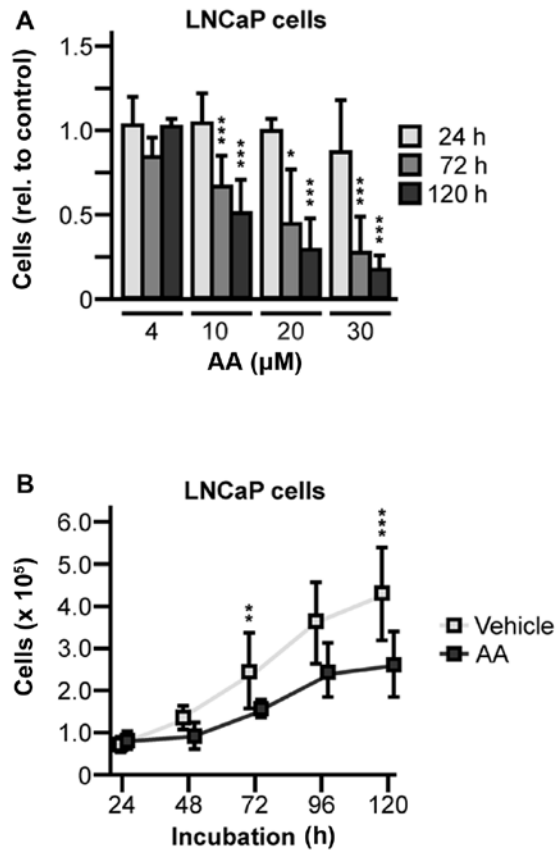 A
LNCaP cells
Cells (rel. to control)
1.5
1.0
0.5
0
***
***
*
***
***
***
24 h
72 h
120 h
4 10 20 30
AA (µM)
B
LNCaP cells
Cells (x 10⁵)
6.0
5.0
4.0
3.0
2.0
1.0
0
**
***
Vehicle
AA
24 48 72 96 120
Incubation (h)